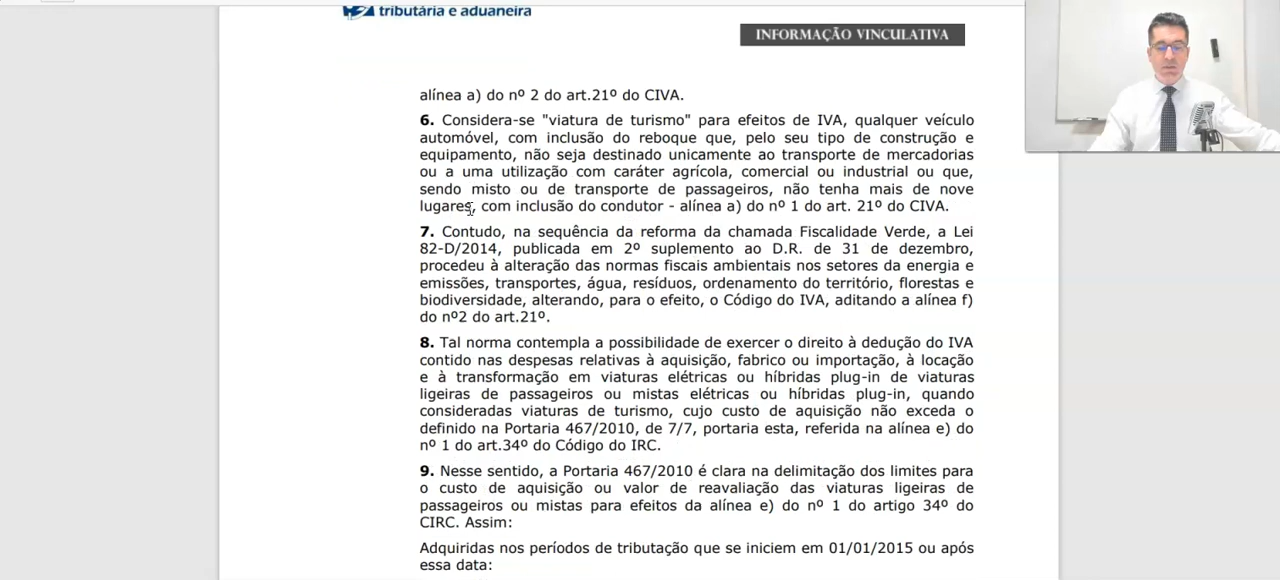 tributária e aduaneira
INFORMAÇÃO VINCULATIVA
alínea a) do nº 2 do art.21º do CIVA.
6. Considera-se "viatura de turismo" para efeitos de IVA, qualquer veículo
automóvel, com inclusão do reboque que, pelo seu tipo de construção e
equipamento, não seja destinado unicamente ao transporte de mercadorias
ou a uma utilização com caráter agrícola, comercial ou industrial ou que,
sendo misto ou de transporte de passageiros, não tenha mais de nove
lugares, com inclusão do condutor - alínea a) do nº 1 do art. 21º do CIVA.
7. Contudo, na sequência da reforma da chamada Fiscalidade Verde, a Lei
82-D/2014, publicada em 2º suplemento ao D.R. de 31 de dezembro,
procedeu à alteração das normas fiscais ambientais nos setores da energia e
emissões, transportes, água, resíduos, ordenamento do território, florestas e
biodiversidade, alterando, para o efeito, o Código do IVA, aditando a alínea f)
do nº2 do art.21º.
8. Tal norma contempla a possibilidade de exercer o direito à dedução do IVA
contido nas despesas relativas à aquisição, fabrico ou importação, à locação
e à transformação em viaturas elétricas ou híbridas plug-in de viaturas
ligeiras de passageiros ou mistas elétricas ou híbridas plug-in, quando
consideradas viaturas de turismo, cujo custo de aquisição não exceda o
definido na Portaria 467/2010, de 7/7, portaria esta, referida na alínea e) do
nº 1 do art.34º do Código do IRC.
9. Nesse sentido, a Portaria 467/2010 é clara na delimitação dos limites para
o custo de aquisição ou valor de reavaliação das viaturas ligeiras de
passageiros ou mistas para efeitos da alínea e) do nº 1 do artigo 34º do
CIRC. Assim:
Adquiridas nos períodos de tributação que se iniciem em 01/01/2015 ou após
essa data: